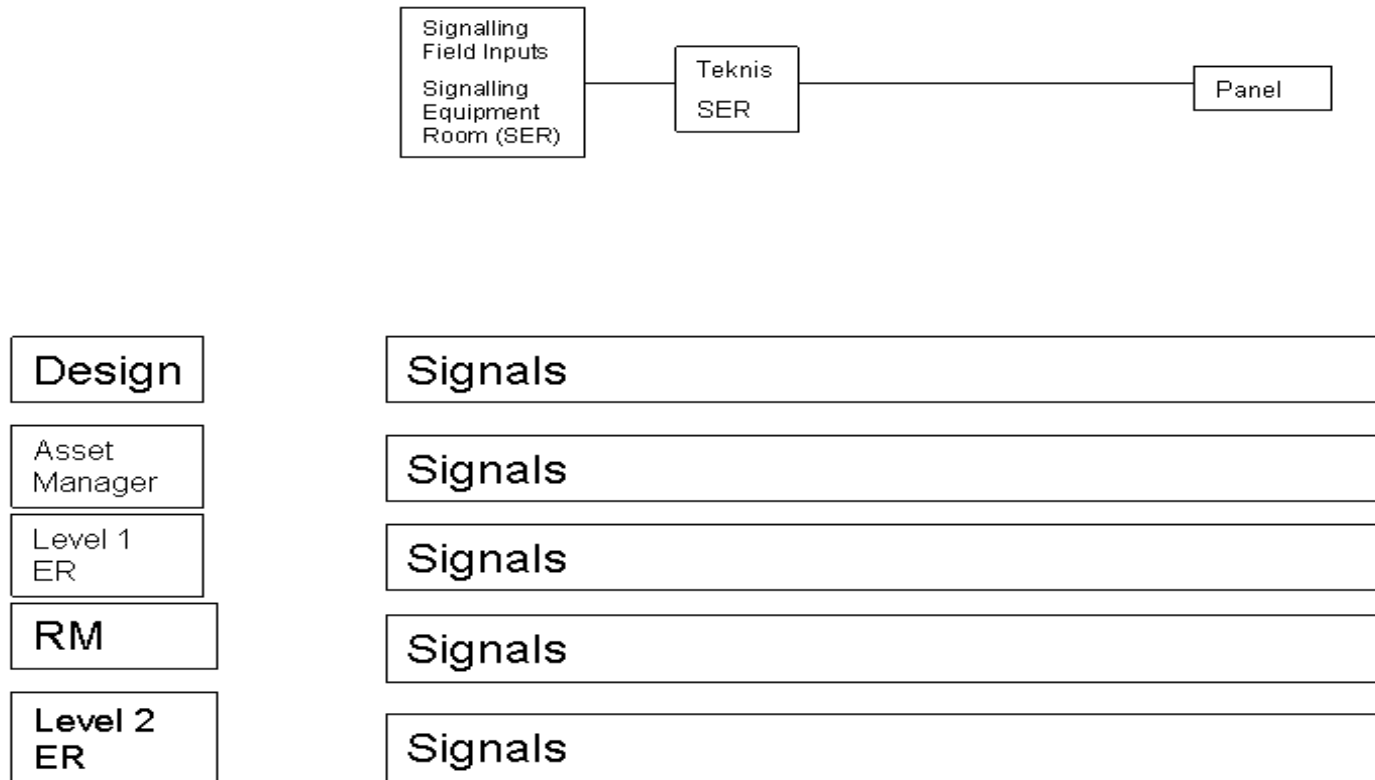 Signalling
Field Inputs
Signalling
Equipment
Room (SER)
Teknis
SER
Panel
Design
Signals
Asset
Manager
Signals
Level 1
ER
Signals
RM
Signals
Level 2
ER
Signals